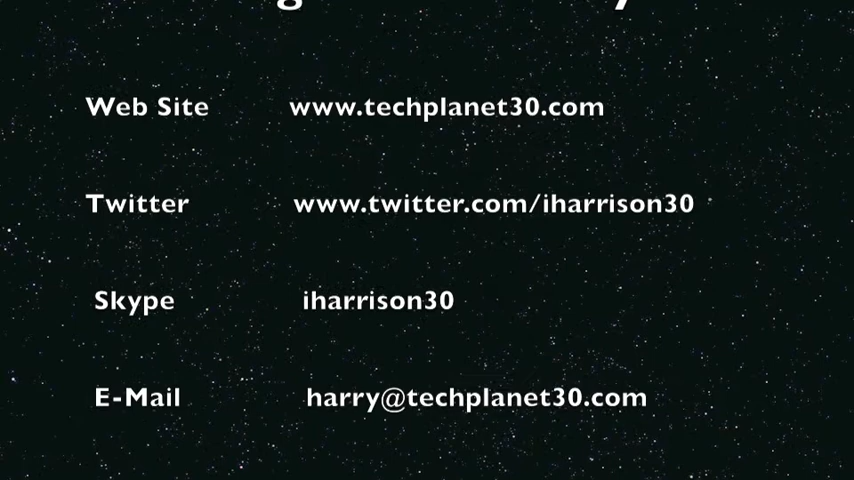 Web Site www.techplanet30.com
Twitter www.twitter.com/iharrison30
Skype iharrison30
E-Mail harry@techplanet30.com